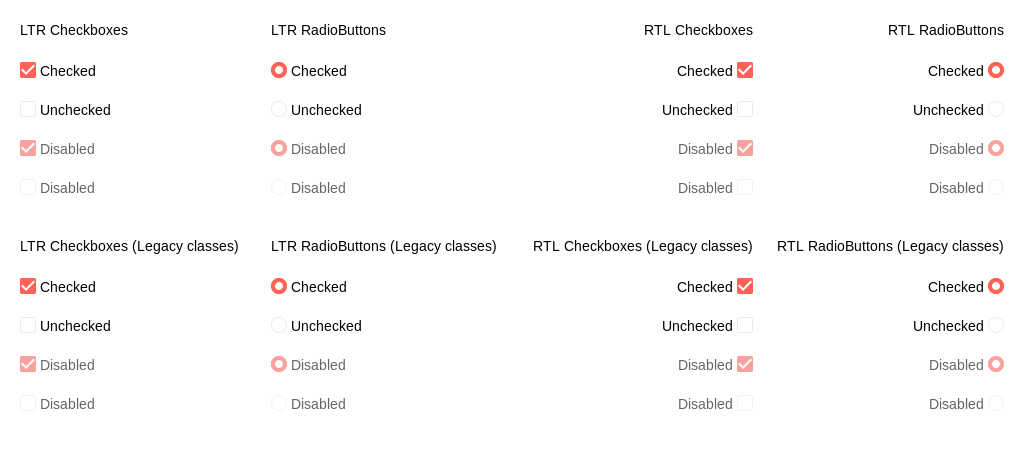 LTR Checkboxes LTR RadioButtons RTL Checkboxes RTL RadioButtons
Checked Checked Checked Checked
Unchecked Unchecked Unchecked Unchecked
Disabled Disabled Disabled Disabled
Disabled Disabled Disabled Disabled
LTR Checkboxes (Legacy classes) LTR RadioButtons (Legacy classes) RTL Checkboxes (Legacy classes) RTL RadioButtons (Legacy classes)
Checked Checked Checked Checked
Unchecked Unchecked Unchecked Unchecked
Disabled Disabled Disabled Disabled
Disabled Disabled Disabled Disabled